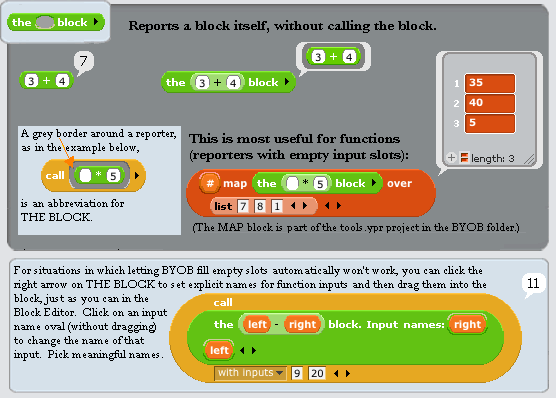 the block
Reports a block itself, without calling the block.
3 + 4
7
the 3 + 4 block
3 + 4
1 35
2 40
3 5
+ length: 3
A grey border around a reporter,
as in the example below,
call * 5
is an abbreviation for
THE BLOCK.
This is most useful for functions
(reporters with empty input slots):
# map the * 5 block over
list 7 8 1
(The MAP block is part of the tools.ypr project in the BYOB folder.)
For situations in which letting BYOB fill empty slots automatically won't work, you can click the
right arrow on THE BLOCK to set explicit names for function inputs and then drag them into the
block, just as you can in the
Block Editor. Click on an input
name oval (without dragging)
to change the name of that
input. Pick meaningful names.
11
call
the left - right block. Input names: right
left
with inputs 9 20